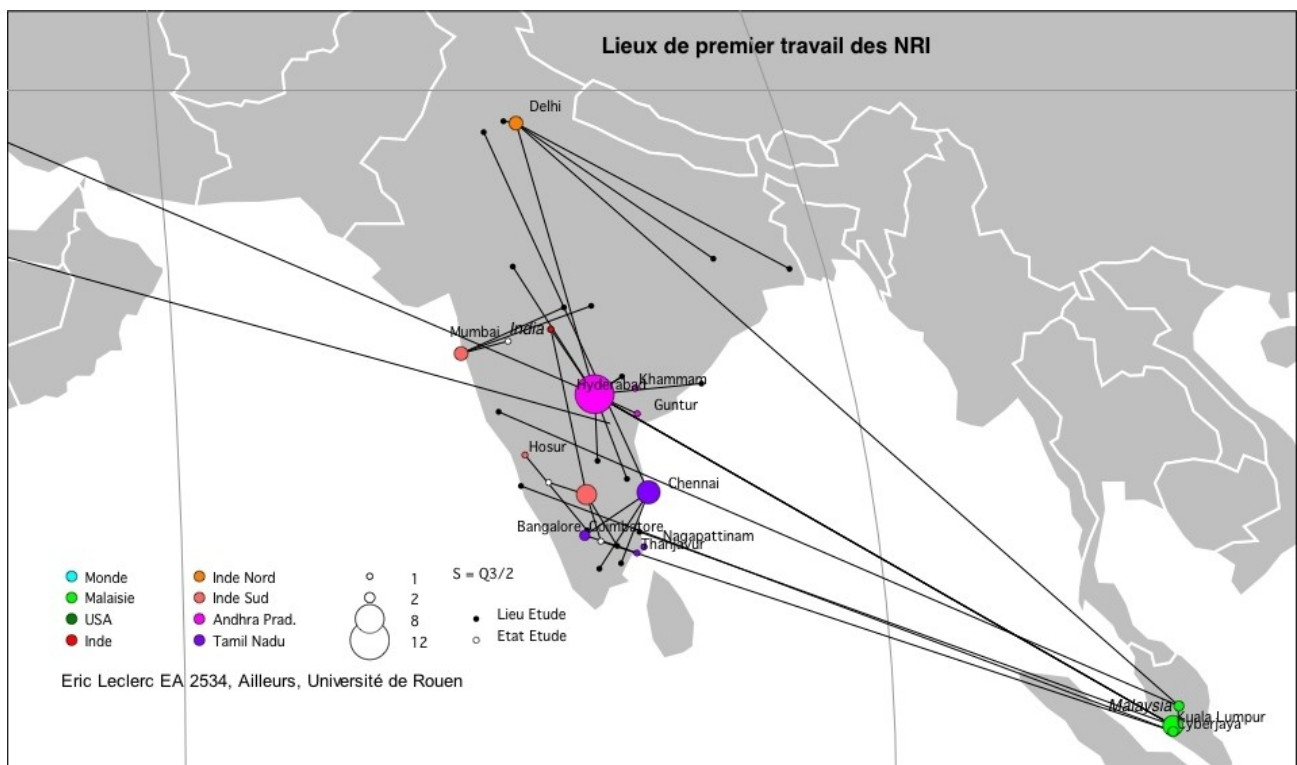 Lieux de premier travail des NRI
Delhi
Mumbai
India
Hyderabad
Khammam
Guntur
Hosur
Chennai
Bangalore
Coimbatore
Nagapattinam
Thanjavur
Monde
Malaisie
USA
Inde
Inde Nord
Inde Sud
Andhra Prad.
Tamil Nadu
1
2
8
12
S = Q3/2
Lieu Etude
Etat Etude
Eric Leclerc EA 2534, Ailleurs, Université de Rouen
Malaysia
Kuala Lumpur
Cyberjaya